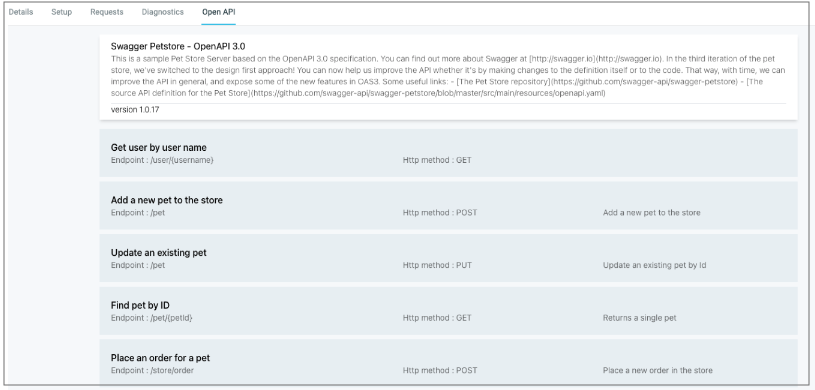 Details Setup Requests Diagnostics Open API
Swagger Petstore - OpenAPI 3.0
This is a sample Pet Store Server based on the OpenAPI 3.0 specification. You can find out more about Swagger at [http://swagger.io](http://swagger.io). In the third iteration of the pet
store, we've switched to the design first approach! You can now help us improve the API whether it's by making changes to the definition itself or to the code. That way, with time, we can
improve the API in general, and expose some of the new features in OAS3. Some useful links: - [The Pet Store repository](https://github.com/swagger-api/swagger-petstore) - [The
source API definition for the Pet Store](https://github.com/swagger-api/swagger-petstore/blob/master/src/main/resources/openapi.yaml)
version 1.0.17
Get user by user name
Endpoint : /user/{username} Http method : GET
Add a new pet to the store
Endpoint : /pet Http method : POST Add a new pet to the store
Update an existing pet
Endpoint : /pet Http method : PUT Update an existing pet by Id
Find pet by ID
Endpoint : /pet/{petId} Http method : GET Returns a single pet
Place an order for a pet
Endpoint : /store/order Http method : POST Place a new order in the store